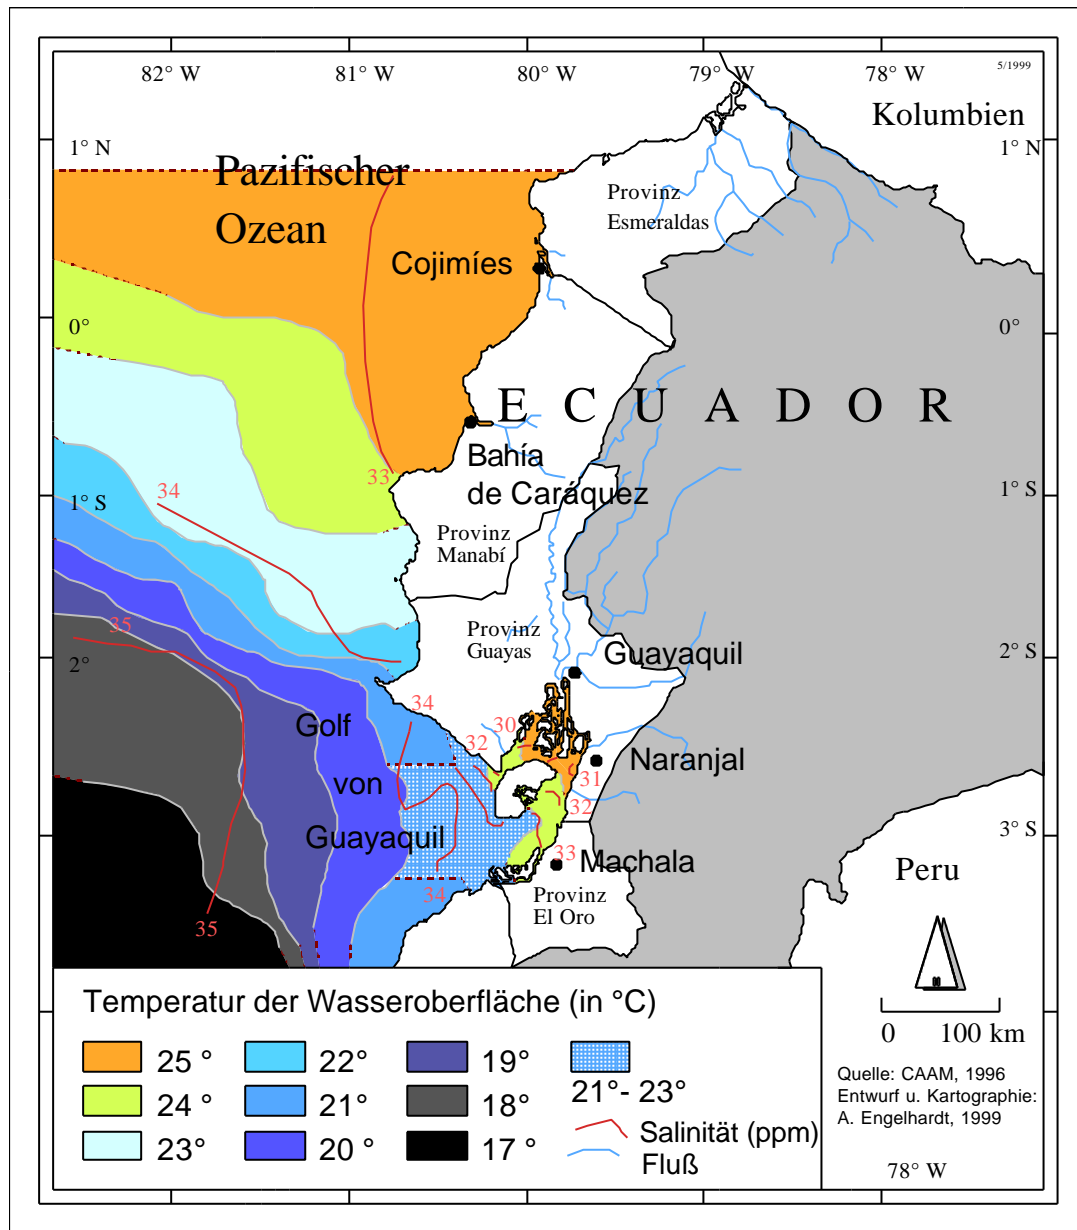 82° W 81° W 80° W 79° W 78° W
5/1999
Kolumbien
1° N 1° N
Pazifischer
Ozean
Provinz
Esmeraldas
Cojimíes
0° 0°
E C U A D O R
Bahía
de Caráquez
33
34
1° S 1° S
Provinz
Manabí
35
Provinz
Guayas
Guayaquil
2° 2° S
34
Golf
30
32
Naranjal
von
31
32
Guayaquil
3° S
33
Machala
Peru
34
Provinz
El Oro
35
N
Temperatur der Wasseroberfläche (in °C)
0 100 km
25 ° 22° 19°
24 ° 21° 18° 21°- 23°
23° 20 ° 17 °
Salinität (ppm)
Fluß
Quelle: CAAM, 1996
Entwurf u. Kartographie:
A. Engelhardt, 1999
78° W